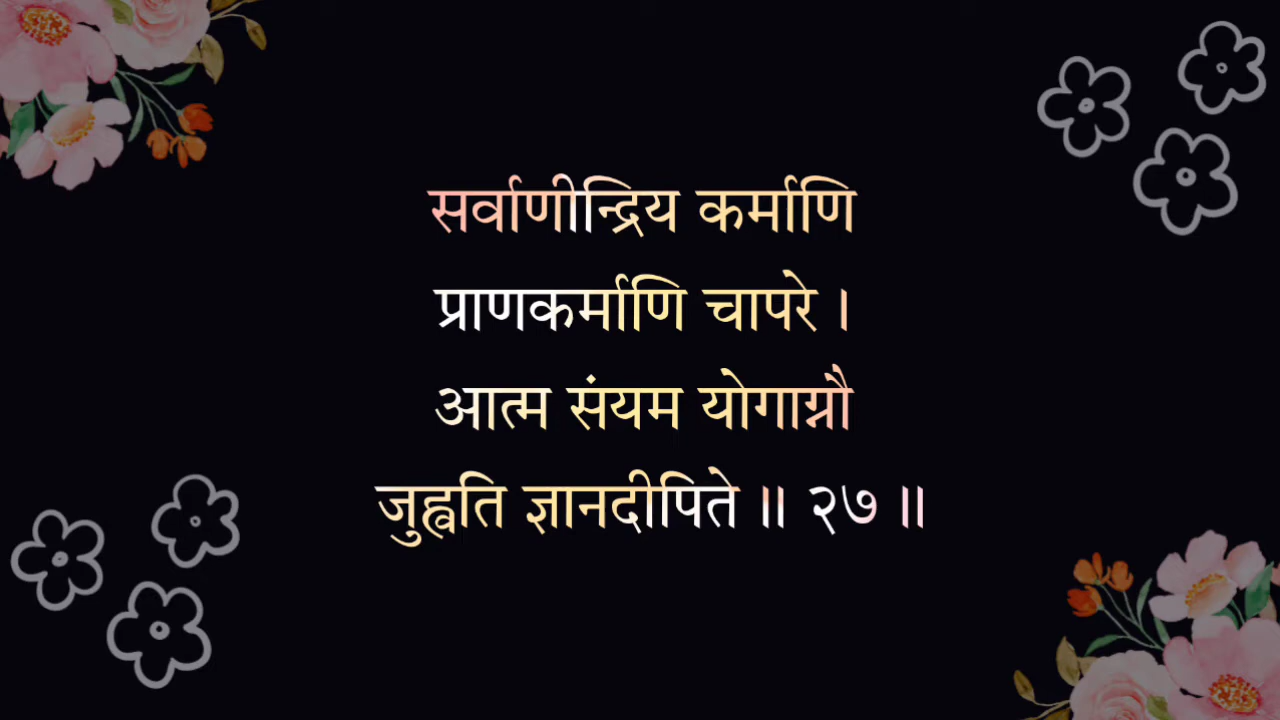 सर्वाणीन्द्रिय कर्माणि
प्राणकर्माणि चापरे ।
आत्म संयम योगाग्नौ
जुह्वति ज्ञानदीपिते ॥ २७ ॥